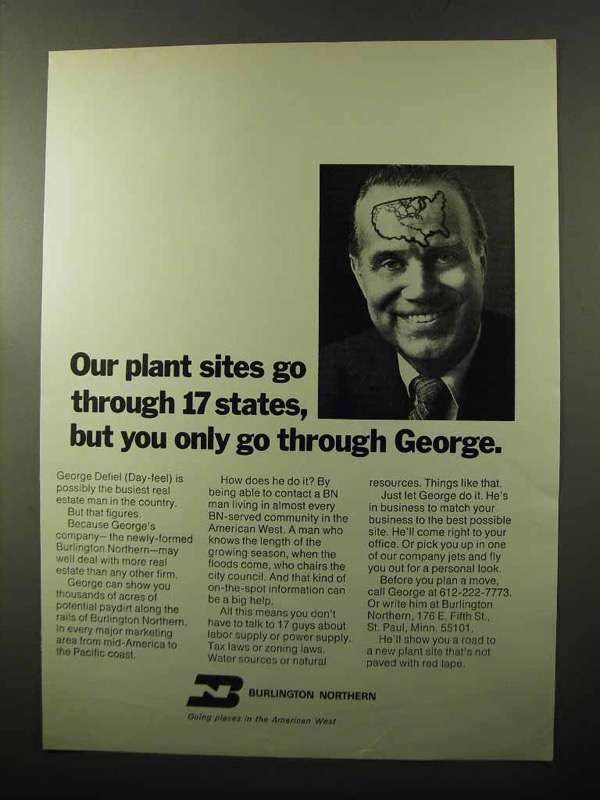 Our plant sites go
through 17 states,
but you only go through George.
George Defiel (Day-feel) is
possibly the busiest real
estate man in the country.
But that figures.
Because George's
company—the newly-formed
Burlington Northern—may
well deal with more real
estate than any other firm.
George can show you
thousands of acres of
potential paydirt along the
rails of Burlington Northern.
In every major marketing
area from mid-America to
the Pacific coast.
How does he do it? By
being able to contact a BN
man living in almost every
BN-served community in the
American West. A man who
knows the length of the
growing season, when the
floods come, who chairs the
city council. And that kind of
on-the-spot information can
be a big help.
All this means you don't
have to talk to 17 guys about
labor supply or power supply.
Tax laws or zoning laws.
Water sources or natural
resources. Things like that.
Just let George do it. He's
in business to match your
business to the best possible
site. He'll come right to your
office. Or pick you up in one
of our company jets and fly
you out for a personal look.
Before you plan a move,
call George at 612-222-7773.
Or write him at Burlington
Northern, 176 E. Fifth St.,
St. Paul, Minn. 55101.
He'll show you a road to
a new plant site that's not
paved with red tape.
BURLINGTON NORTHERN
Going places in the American West